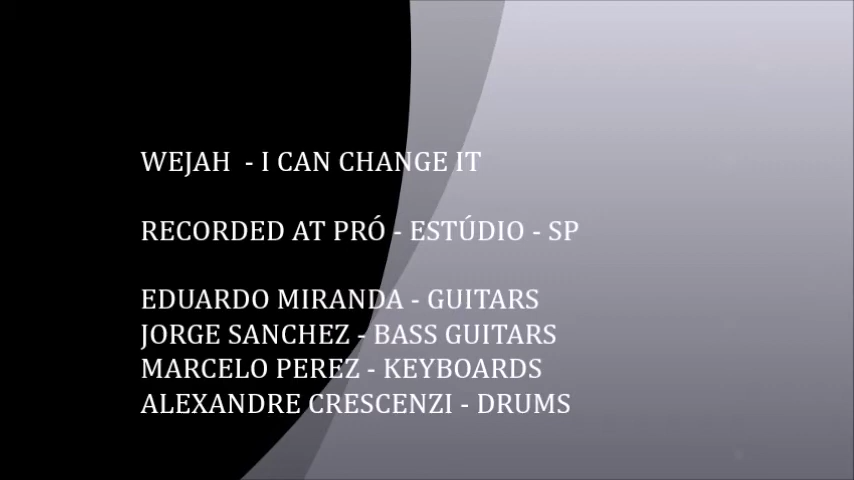 WEJAH - I CAN CHANGE IT
RECORDED AT PRÓ - ESTÚDIO - SP
EDUARDO MIRANDA - GUITARS
JORGE SANCHEZ - BASS GUITARS
MARCELO PEREZ - KEYBOARDS
ALEXANDRE CRESCENZI - DRUMS